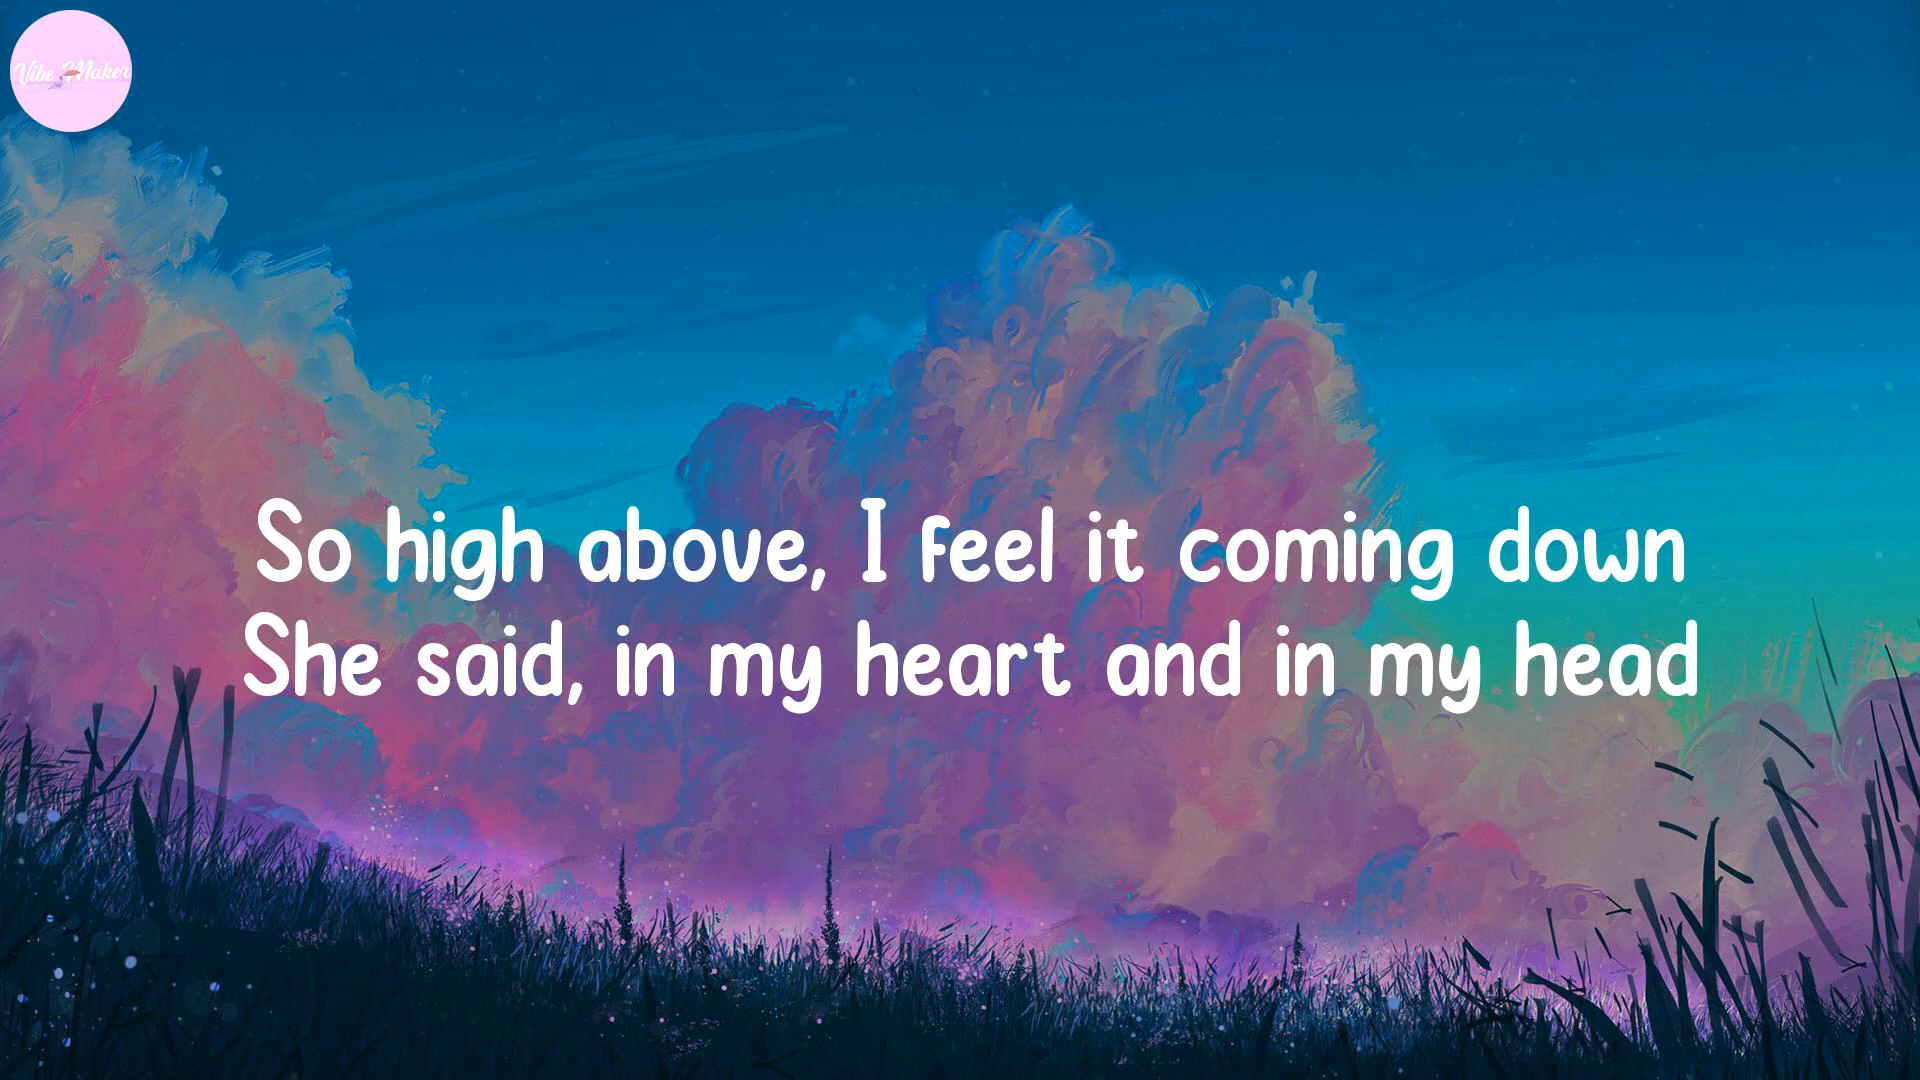 Vibe Maker
So high above, I feel it coming down
She said, in my heart and in my head